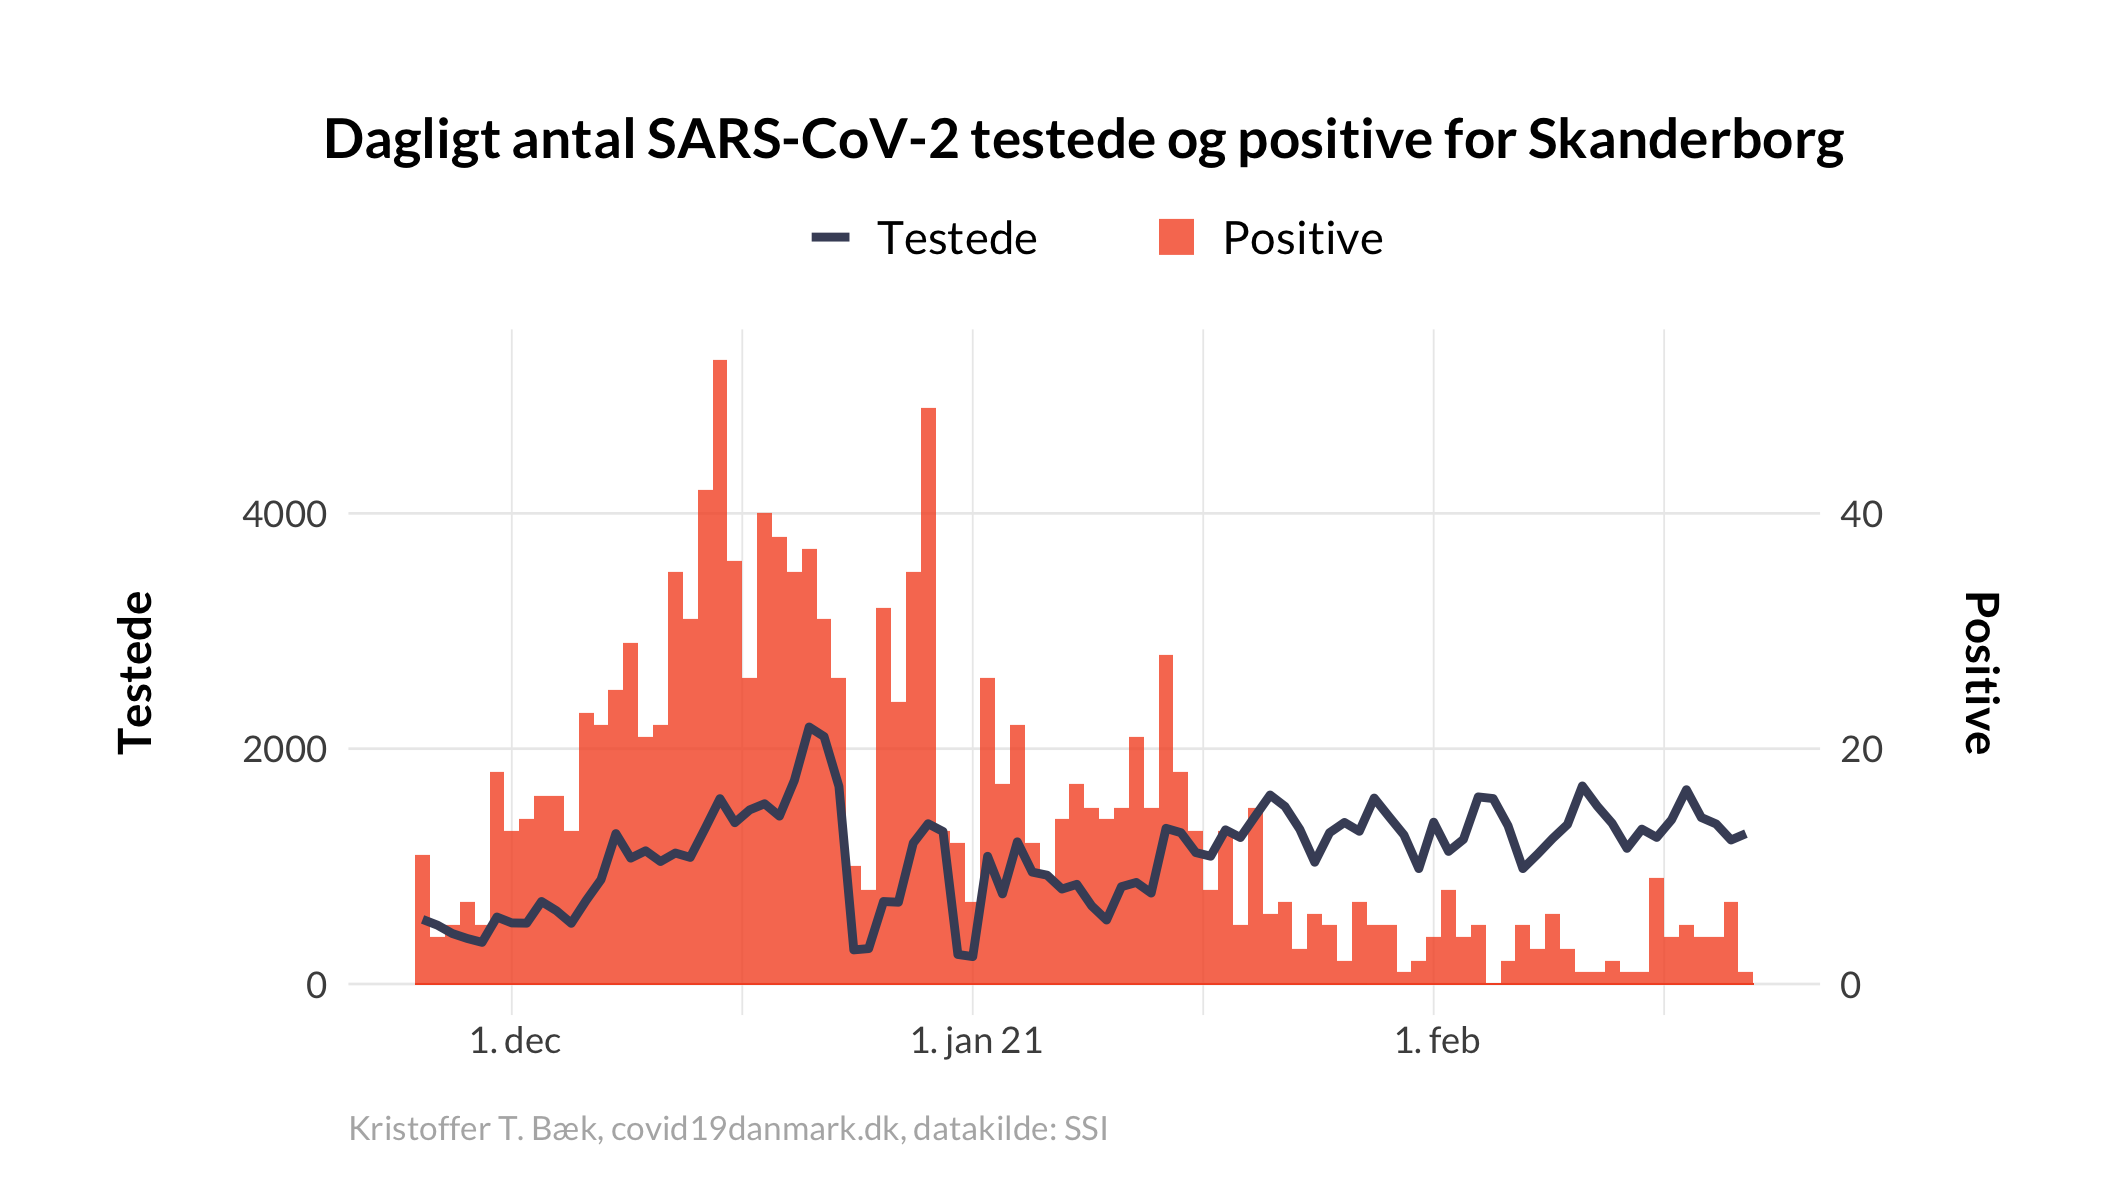 Dagligt antal SARS-CoV-2 testede og positive for Skanderborg
Testede
Positive
Testede
4000
2000
0
40
20
0
Positive
1. dec
1. jan 21
1. feb
Kristoffer T. Bæk, covid19danmark.dk, datakilde: SSI